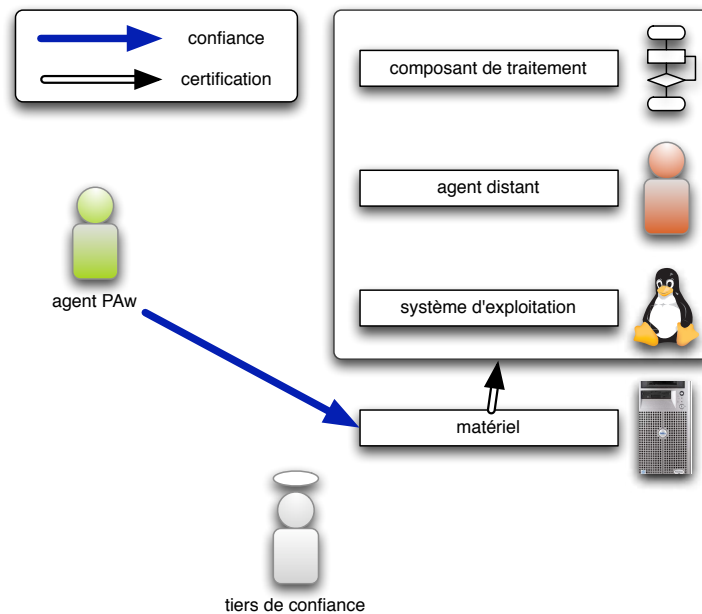 confiance
certification
composant de traitement
agent distant
agent PAw
système d'exploitation
matériel
tiers de confiance